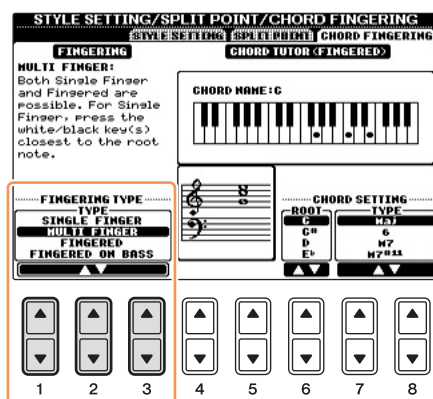 STYLE SETTING/SPLIT POINT/CHORD FINGERING
STYLE SETTING SPLIT POINT CHORD FINGERING
FINGERING
CHORD TUTOR <FINGERED>
MULTI FINGER:
Both Single Finger
and Fingered are
possible. For Single
Finger, press the
white/black key(s)
closest to the root
note.
CHORD NAME:C
FINGERING TYPE
TYPE
SINGLE FINGER
MULTI FINGER
FINGERED
FINGERED ON BASS
CHORD SETTING
ROOT
C
C#
D
E♭
TYPE
Maj
6
M7
M7#11
1 2 3 4 5 6 7 8